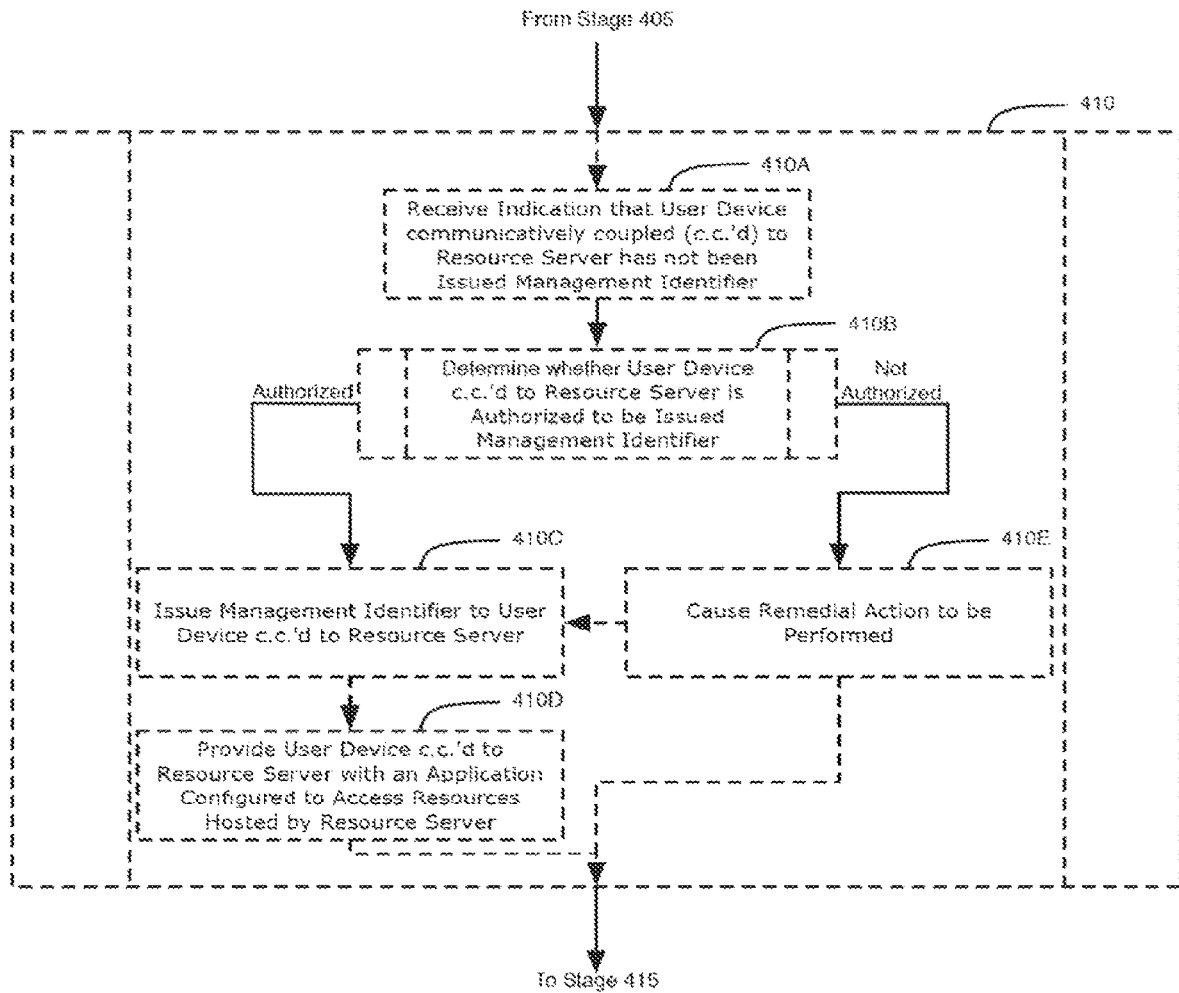 From Stage 405
410
410A
Receive Indication that User Device
communicatively coupled (c.c.'d) to
Resource Server has not been
Issued Management Identifier
410B
Determine whether User Device
c.c.'d to Resource Server is
Authorized to be Issued
Management Identifier
Authorized
Not
Authorized
410C
Issue Management Identifier to User
Device c.c.'d to Resource Server
410E
Cause Remedial Action to be
Performed
410D
Provide User Device c.c.'d to
Resource Server with an Application
Configured to Access Resources
Hosted by Resource Server
To Stage 415